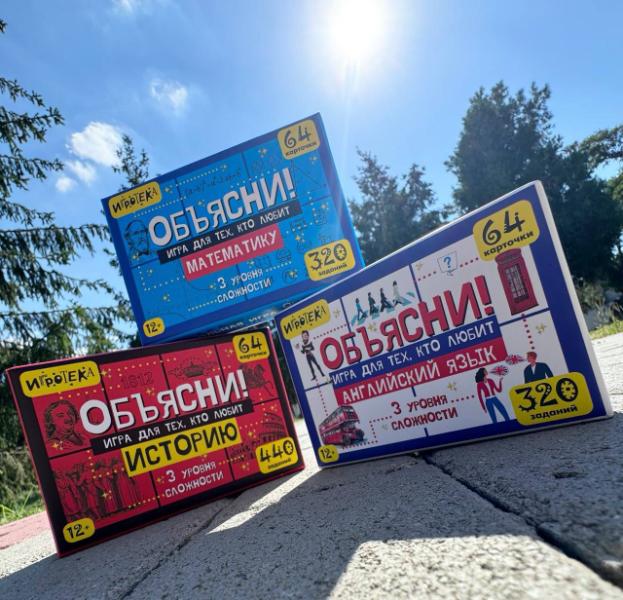 ИГРОТЕКА
64
карточки
ОБЪЯСНИ!
ИГРА ДЛЯ ТЕХ, КТО ЛЮБИТ
МАТЕМАТИКУ
3 УРОВНЯ
СЛОЖНОСТИ
320
заданий
12+
ИГРОТЕКА
64
карточки
1812
ОБЪЯСНИ!
ИГРА ДЛЯ ТЕХ, КТО ЛЮБИТ
ИСТОРИЮ
3 УРОВНЯ
СЛОЖНОСТИ
440
заданий
12+
ИГРОТЕКА
64
карточки
?
ОБЪЯСНИ!
ИГРА ДЛЯ ТЕХ, КТО ЛЮБИТ
АНГЛИЙСКИЙ ЯЗЫК
3 УРОВНЯ
СЛОЖНОСТИ
320
заданий
12+